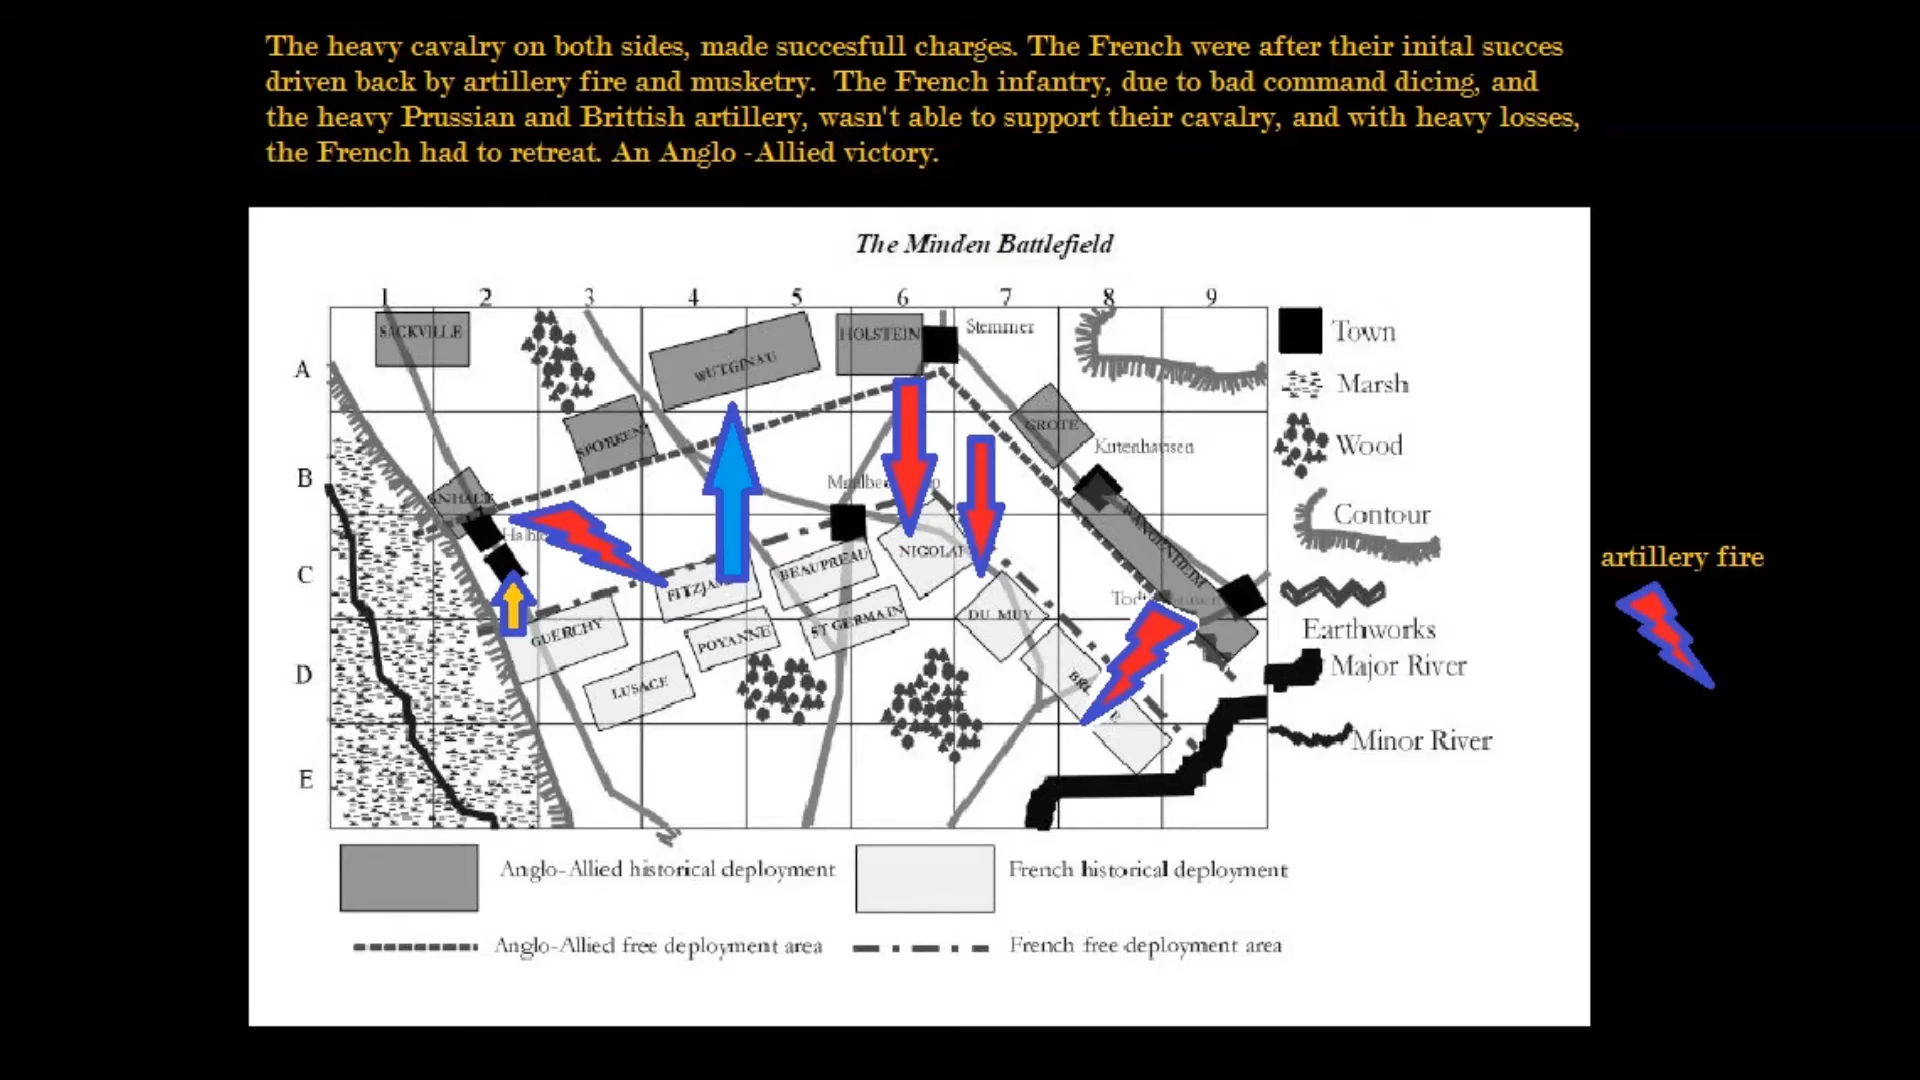 The heavy cavalry on both sides, made succesfull charges. The French were after their inital succes
driven back by artillery fire and musketry. The French infantry, due to bad command dicing, and
the heavy Prussian and Brittish artillery, wasn't able to support their cavalry, and with heavy losses,
the French had to retreat. An Anglo -Allied victory.
The Minden Battlefield
1 2 3 4 5 6 7 8 9
SACKVILLE
HOLSTEIN
Stemmer
Town
WUTGINAU
A
Marsh
SPORKEN
GROTE
Kutenhausen
Wood
B
ANHALT
Contour
WANGENHEIM
NICOLAI
BEAUPREAU
artillery fire
C
DU MUY
ST GERMAIN
GUERCHY
POYANNE
Earthworks
Major River
D
LUSACE
Minor River
E
Anglo-Allied historical deployment
French historical deployment
Anglo-Allied free deployment area
French free deployment area